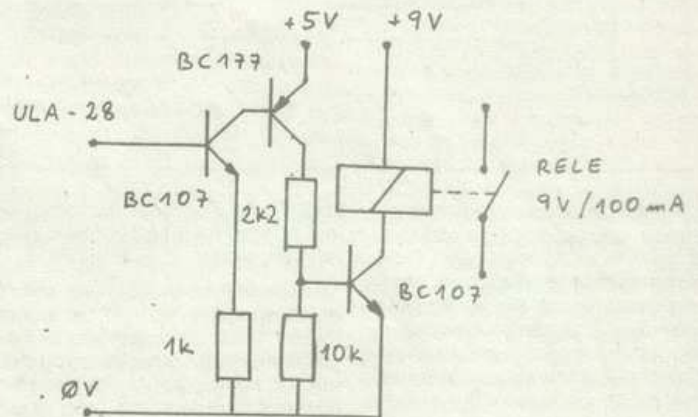 +5V
+9V
BC177
ULA-28
BC107
2k2
RELE
9V/100mA
BC107
1k
10k
ØV